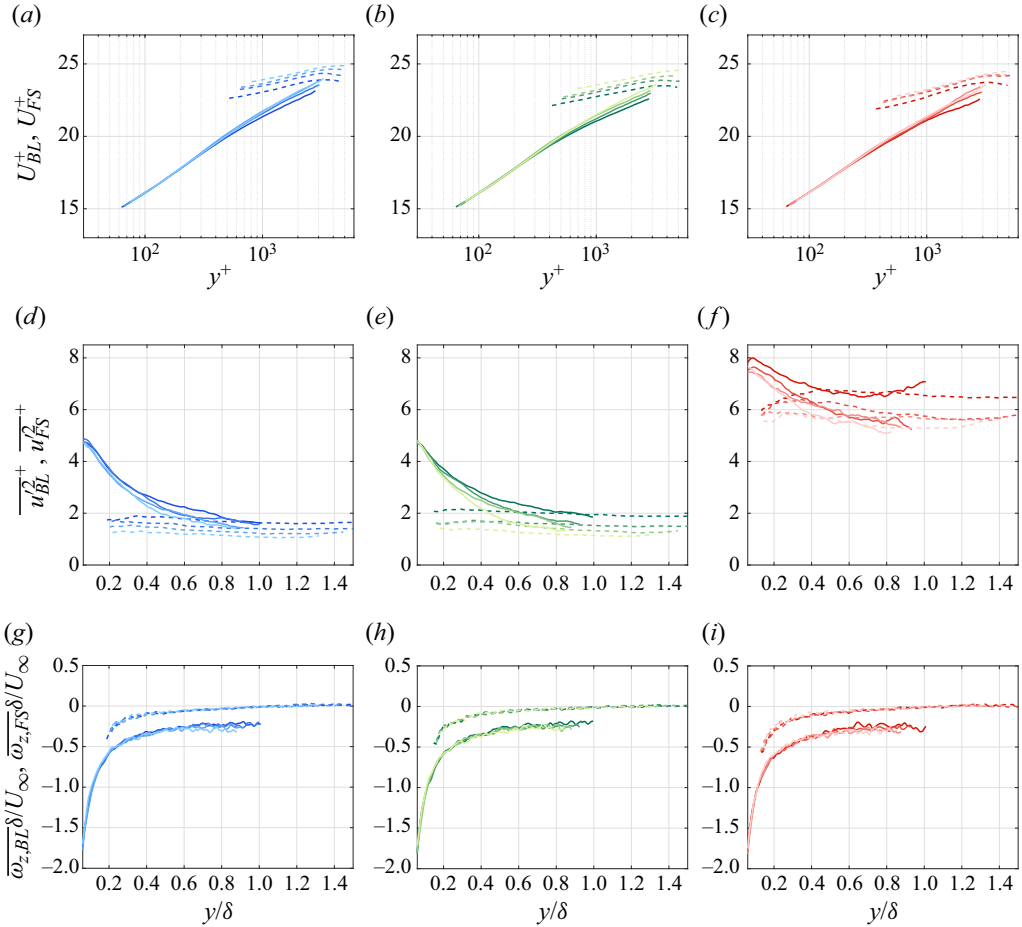 (a) (b) (c)
25 25 25
20 20 20
15 15 15
U⁺_BL, U⁺_FS
10² 10³ 10² 10³ 10² 10³
y⁺ y⁺ y⁺
(d) (e) (f)
8 8 8
6 6 6
4 4 4
2 2 2
0 0 0
u′²_BL⁺, u′²_FS⁺
0.2 0.4 0.6 0.8 1.0 1.2 1.4 0.2 0.4 0.6 0.8 1.0 1.2 1.4 0.2 0.4 0.6 0.8 1.0 1.2 1.4
(g) (h) (i)
0.5 0.5 0.5
0 0 0
−0.5 −0.5 −0.5
−1.0 −1.0 −1.0
−1.5 −1.5 −1.5
−2.0 −2.0 −2.0
ω_z,BL δ/U∞, ω_z,FS δ/U∞
0.2 0.4 0.6 0.8 1.0 1.2 1.4 0.2 0.4 0.6 0.8 1.0 1.2 1.4 0.2 0.4 0.6 0.8 1.0 1.2 1.4
y/δ y/δ y/δ